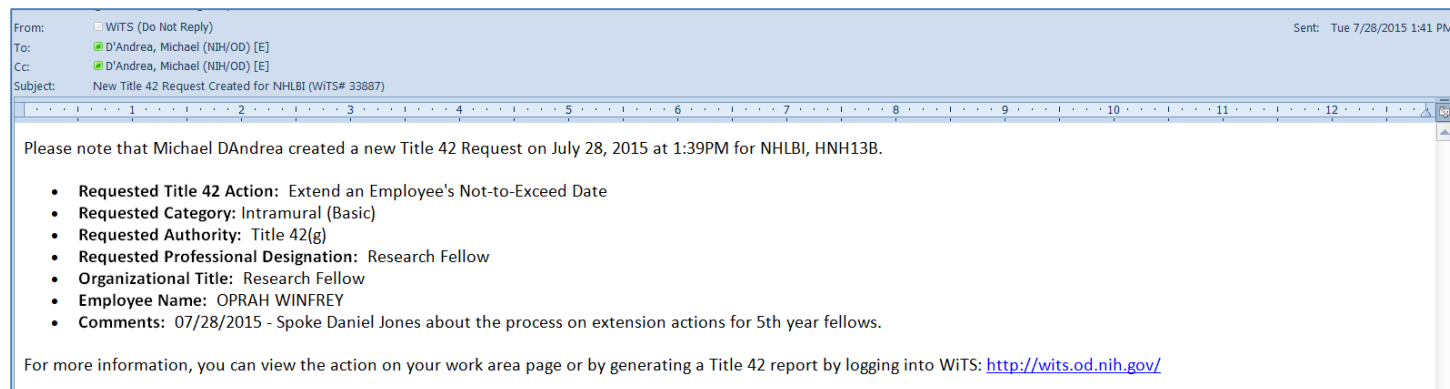 From: WiTS (Do Not Reply) Sent: Tue 7/28/2015 1:41 PM
To: D'Andrea, Michael (NIH/OD) [E]
Cc: D'Andrea, Michael (NIH/OD) [E]
Subject: New Title 42 Request Created for NHLBI (WiTS# 33887)
1 2 3 4 5 6 7 8 9 10 11 12
Please note that Michael DAndrea created a new Title 42 Request on July 28, 2015 at 1:39PM for NHLBI, HNH13B.
• Requested Title 42 Action: Extend an Employee's Not-to-Exceed Date
• Requested Category: Intramural (Basic)
• Requested Authority: Title 42(g)
• Requested Professional Designation: Research Fellow
• Organizational Title: Research Fellow
• Employee Name: OPRAH WINFREY
• Comments: 07/28/2015 - Spoke Daniel Jones about the process on extension actions for 5th year fellows.
For more information, you can view the action on your work area page or by generating a Title 42 report by logging into WiTS: http://wits.od.nih.gov/